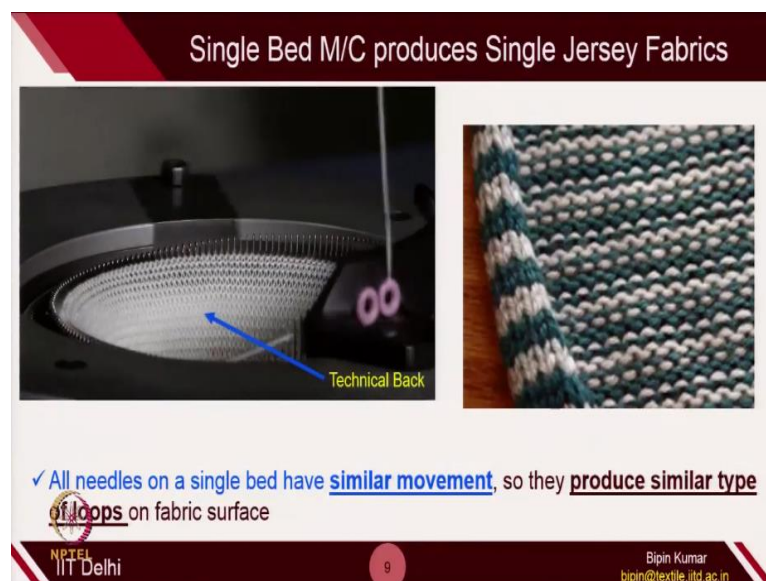 Single Bed M/C produces Single Jersey Fabrics
Technical Back
✓ All needles on a single bed have similar movement, so they produce similar type
of loops on fabric surface
NPTEL
IIT Delhi
9
Bipin Kumar
bipin@textile.iitd.ac.in